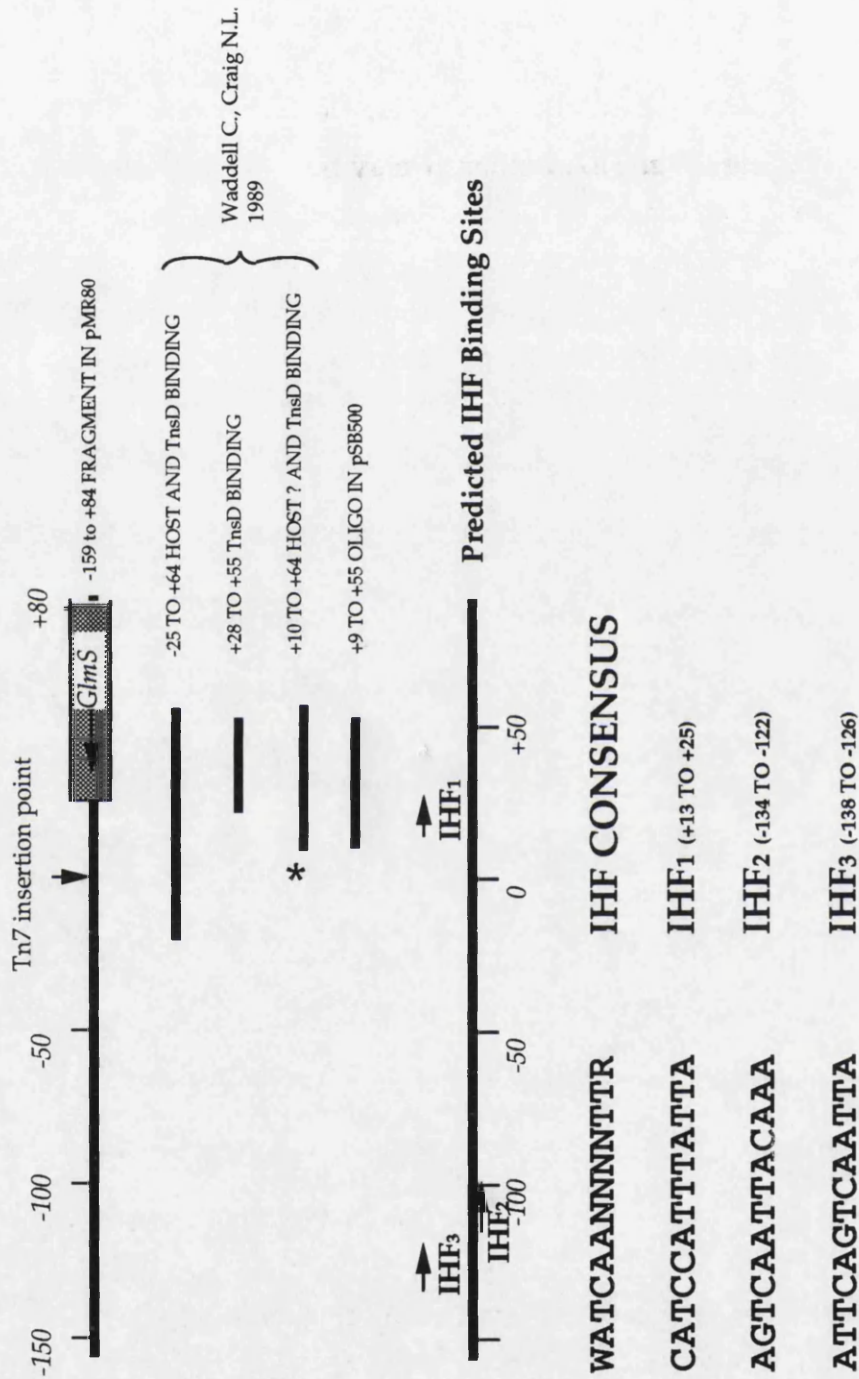 Tn7 insertion point
-150
-100
-50
+80
GlmS
-159 to +84 FRAGMENT IN pMR80
-25 TO +64 HOST AND TnsD BINDING
+28 TO +55 TnsD BINDING
Waddell C., Craig N.L.
1989
*
+10 TO +64 HOST ? AND TnsD BINDING
+9 TO +55 OLIGO IN pSB500
IHF3
IHF1
Predicted IHF Binding Sites
IHF2
-100
-50
0
+50
WATCAANNNNTTR IHF CONSENSUS
CATCCATTTATTA IHF1 (+13 TO +25)
AGTCAATTACAAA IHF2 (-134 TO -122)
ATTCAGTCAATTA IHF3 (-138 TO -126)